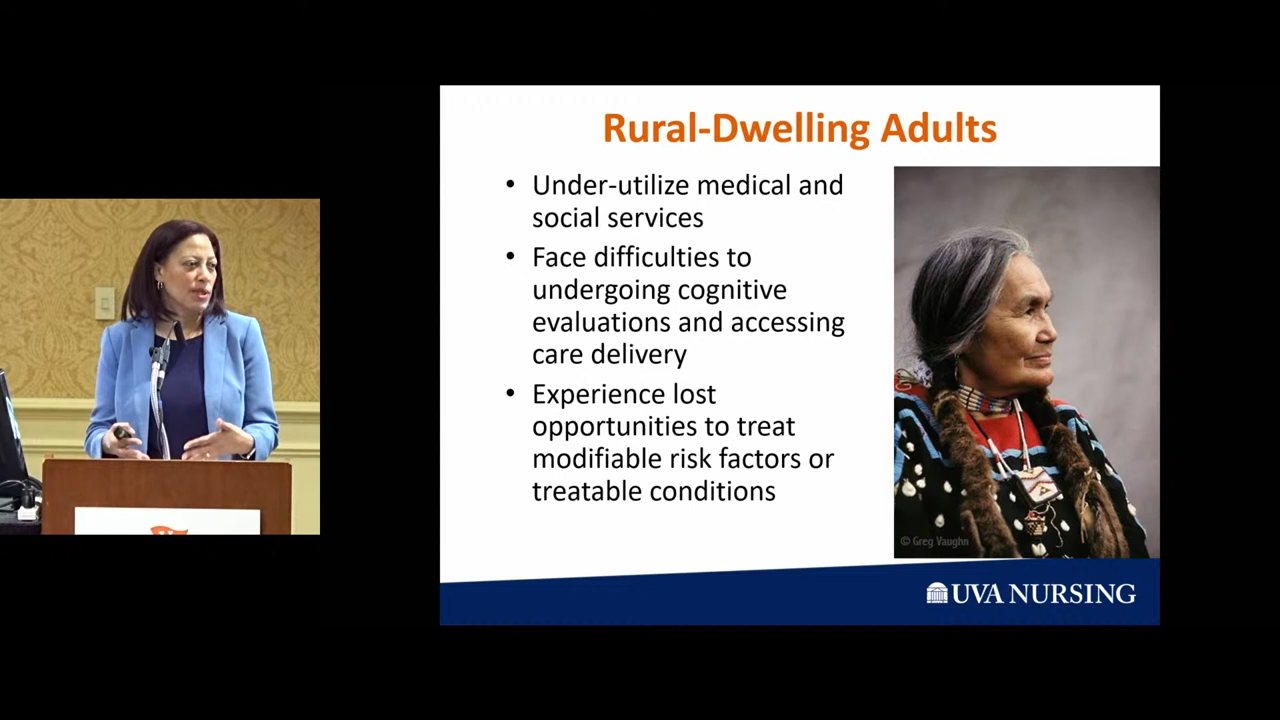 Rural-Dwelling Adults
• Under-utilize medical and
social services
• Face difficulties to
undergoing cognitive
evaluations and accessing
care delivery
• Experience lost
opportunities to treat
modifiable risk factors or
treatable conditions
© Greg Vaughn
UVA NURSING